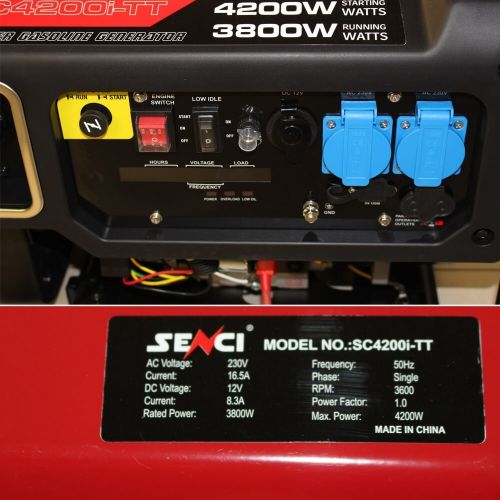 SC4200i-TT
4200W STARTING WATTS
3800W RUNNING WATTS
ER GASOLINE GENERATOR
RUN START
ENGINE SWITCH
LOW IDLE
DC 12V
AC 230V
AC 230V
START
ON
OFF
ON
OFF
HOURS VOLTAGE LOAD
FREQUENCY
POWER OVERLOAD LOW OIL
GND
5V USB
OUTLETS
SENCI MODEL NO.:SC4200i-TT
AC Voltage: 230V Frequency: 50Hz
Current: 16.5A Phase: Single
DC Voltage: 12V RPM: 3600
Current: 8.3A Power Factor: 1.0
Rated Power: 3800W Max. Power: 4200W
MADE IN CHINA